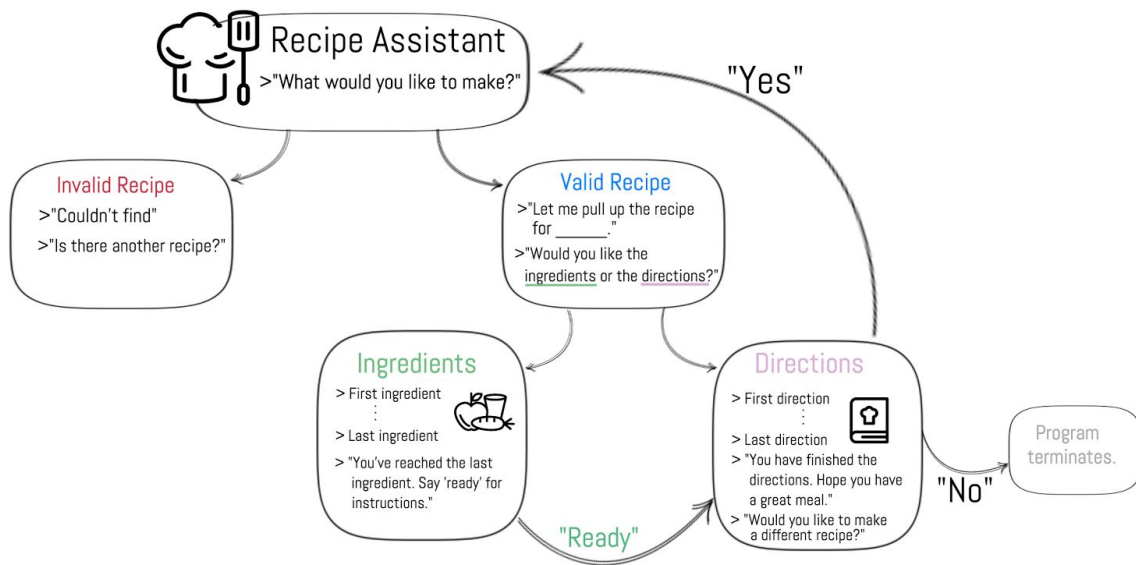 Recipe Assistant
>"What would you like to make?"
"Yes"
Invalid Recipe
>"Couldn't find"
>"Is there another recipe?"
Valid Recipe
>"Let me pull up the recipe
for ______."
>"Would you like the
ingredients or the directions?"
Ingredients
> First ingredient
⋮
> Last ingredient
> "You've reached the last
ingredient. Say 'ready' for
instructions."
"Ready"
Directions
> First direction
⋮
> Last direction
> "You have finished the
directions. Hope you have
a great meal."
> "Would you like to make
a different recipe?"
"No"
Program
terminates.